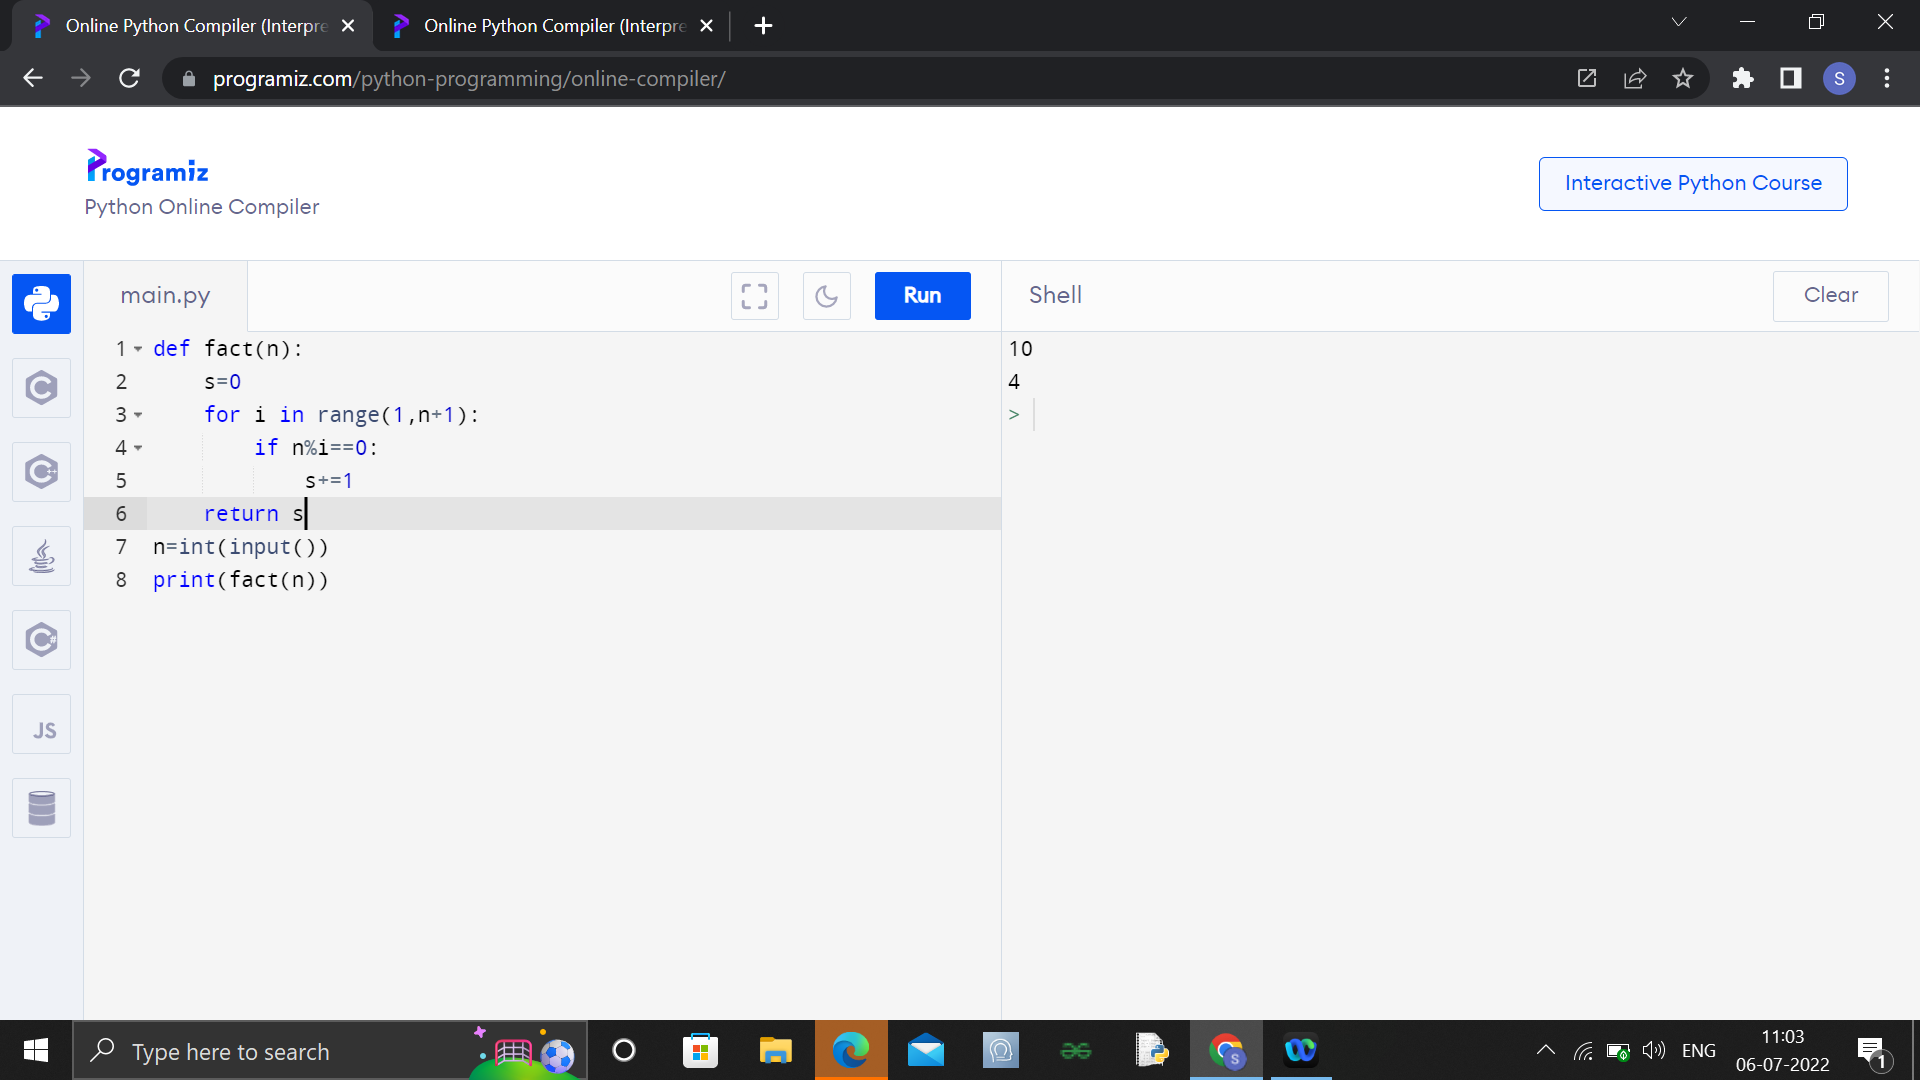 Online Python Compiler (Interpre
Online Python Compiler (Interpre
programiz.com/python-programming/online-compiler/
S
Programiz
Python Online Compiler
Interactive Python Course
main.py
Run
Shell
Clear
1 def fact(n):
2     s=0
3     for i in range(1,n+1):
4         if n%i==0:
5             s+=1
6     return s
7 n=int(input())
8 print(fact(n))
10
4
>
C
C++
C#
JS
Type here to search
S
ENG
11:03
06-07-2022
1